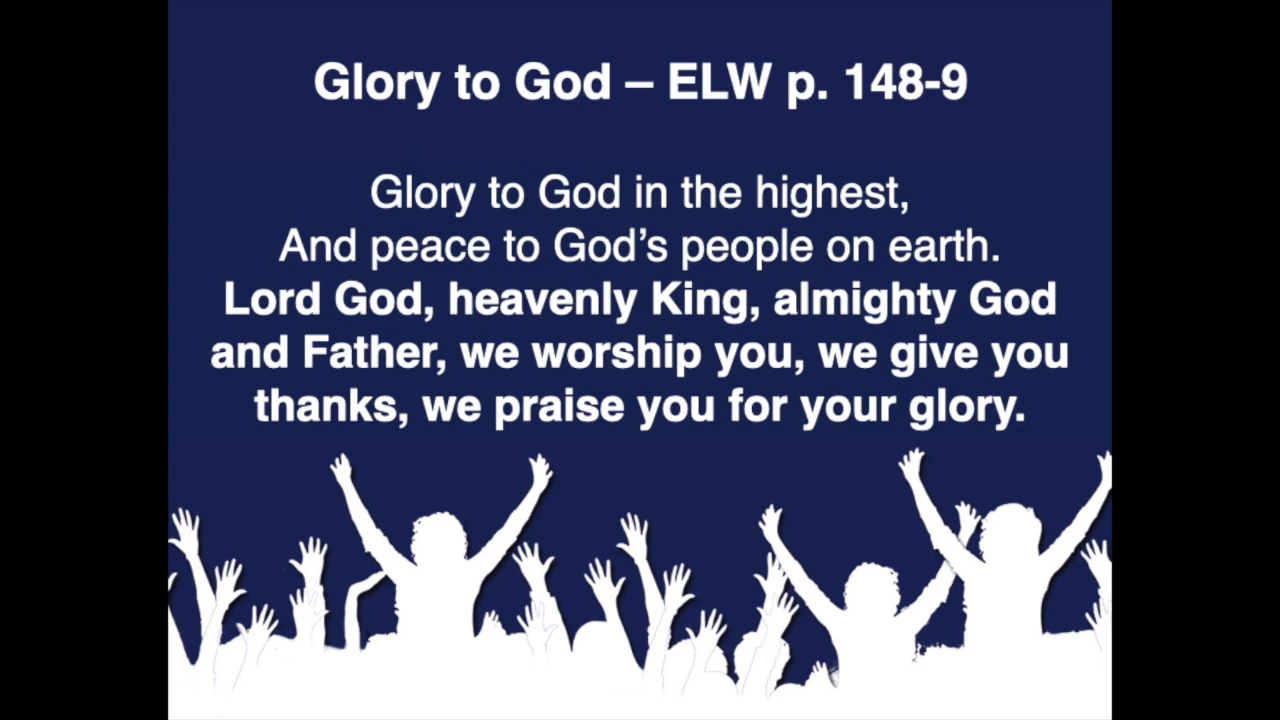 Glory to God – ELW p. 148-9
Glory to God in the highest,
And peace to God’s people on earth.
Lord God, heavenly King, almighty God
and Father, we worship you, we give you
thanks, we praise you for your glory.